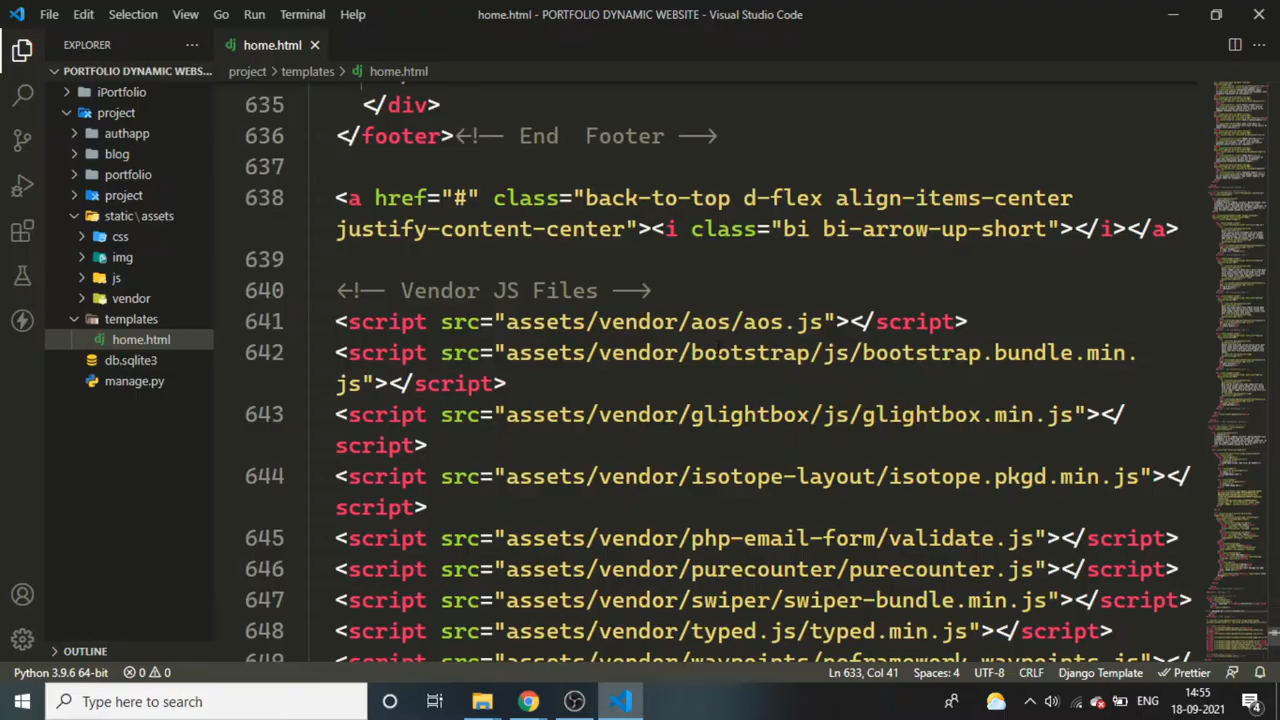 File Edit Selection View Go Run Terminal Help
home.html - PORTFOLIO DYNAMIC WEBSITE - Visual Studio Code
EXPLORER
home.html
PORTFOLIO DYNAMIC WEBS...
project > templates > home.html
iPortfolio
project
authapp
blog
portfolio
project
static\assets
css
img
js
vendor
templates
home.html
db.sqlite3
manage.py
OUTLINE
635 </div>
636 </footer><!-- End  Footer -->
637
638 <a href="#" class="back-to-top d-flex align-items-center
justify-content-center"><i class="bi bi-arrow-up-short"></i></a>
639
640 <!-- Vendor JS Files -->
641 <script src="assets/vendor/aos/aos.js"></script>
642 <script src="assets/vendor/bootstrap/js/bootstrap.bundle.min.
js"></script>
643 <script src="assets/vendor/glightbox/js/glightbox.min.js"></
script>
644 <script src="assets/vendor/isotope-layout/isotope.pkgd.min.js"></
script>
645 <script src="assets/vendor/php-email-form/validate.js"></script>
646 <script src="assets/vendor/purecounter/purecounter.js"></script>
647 <script src="assets/vendor/swiper/swiper-bundle.min.js"></script>
648 <script src="assets/vendor/typed.js/typed.min.js"></script>
649 <script src="assets/vendor/waypoints/noframework.waypoints.js"></
Python 3.9.6 64-bit 0 0
Ln 633, Col 41 Spaces: 4 UTF-8 CRLF Django Template Prettier
Type here to search
ENG
14:55
18-09-2021
4